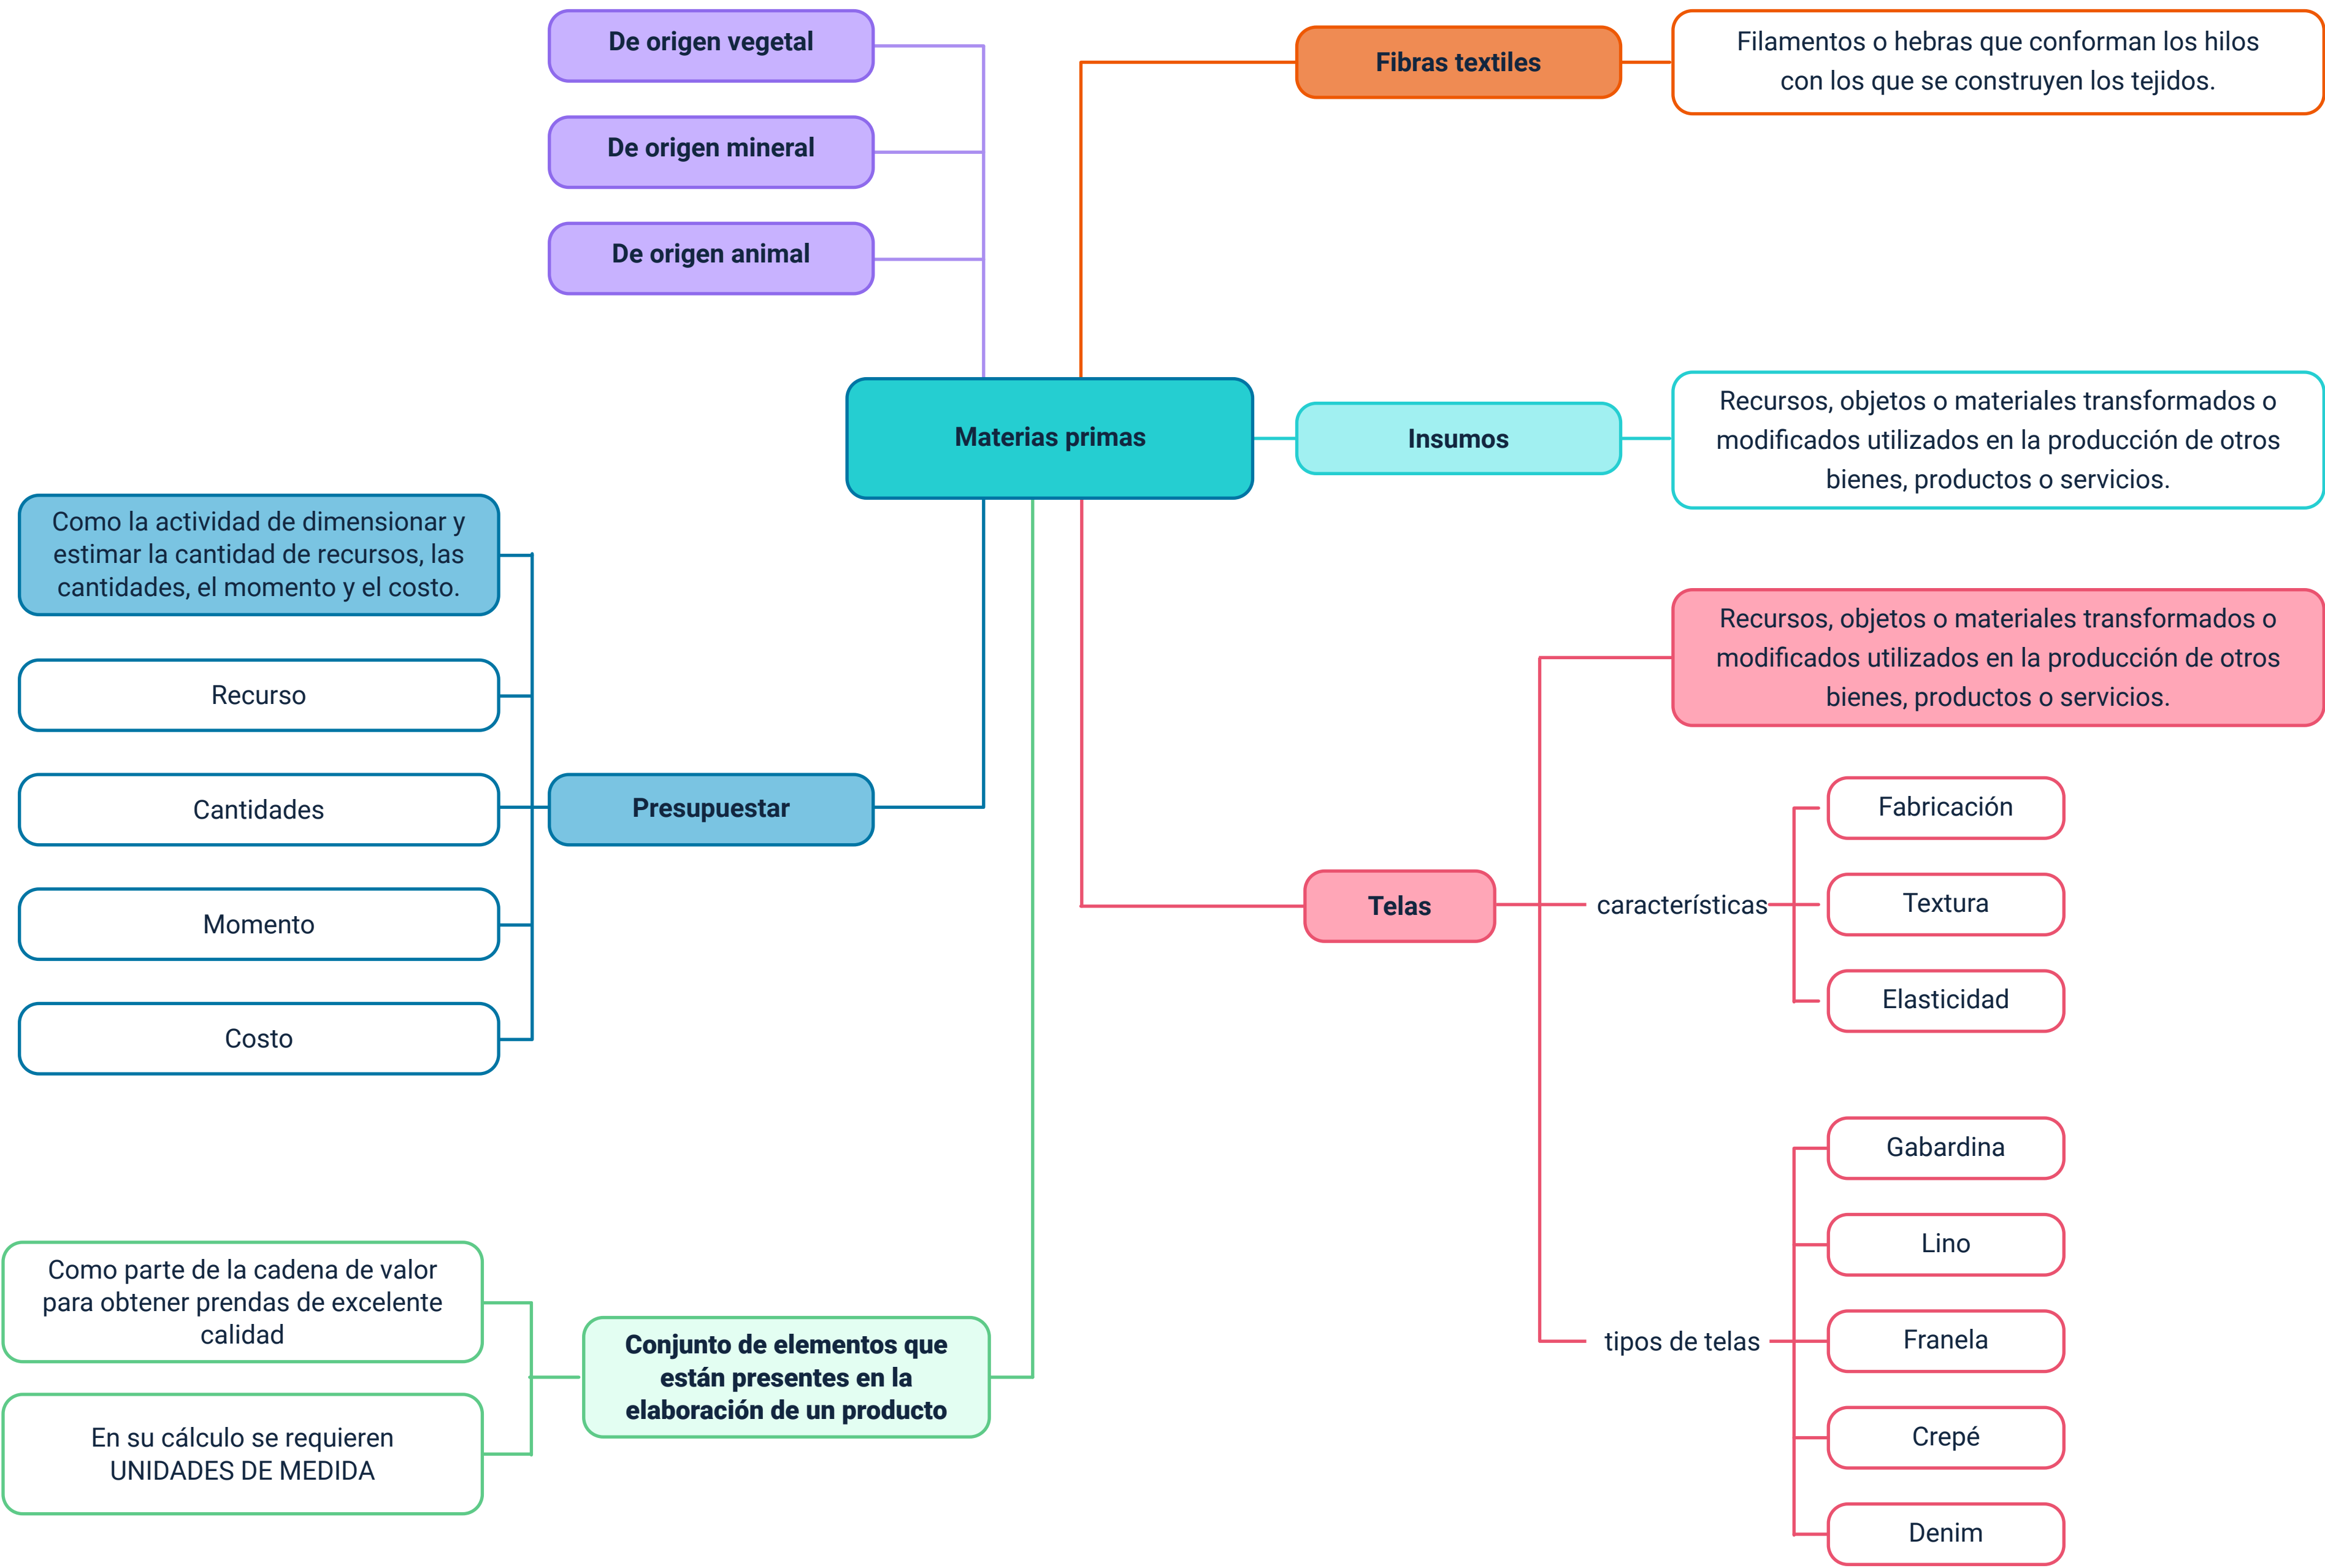 De origen vegetal
De origen mineral
De origen animal
Fibras textiles
Filamentos o hebras que conforman los hilos
con los que se construyen los tejidos.
Materias primas
Insumos
Recursos, objetos o materiales transformados o
modificados utilizados en la producción de otros
bienes, productos o servicios.
Como la actividad de dimensionar y
estimar la cantidad de recursos, las
cantidades, el momento y el costo.
Recurso
Cantidades
Momento
Costo
Presupuestar
Recursos, objetos o materiales transformados o
modificados utilizados en la producción de otros
bienes, productos o servicios.
Telas
características
Fabricación
Textura
Elasticidad
tipos de telas
Gabardina
Lino
Franela
Crepé
Denim
Como parte de la cadena de valor
para obtener prendas de excelente
calidad
En su cálculo se requieren
UNIDADES DE MEDIDA
Conjunto de elementos que
están presentes en la
elaboración de un producto